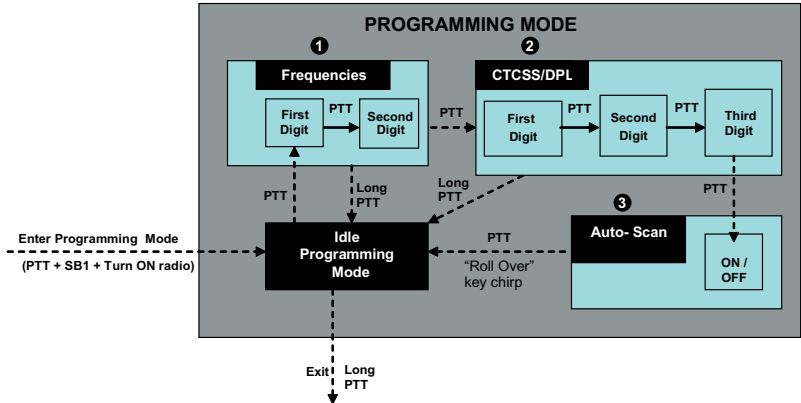 PROGRAMMING MODE
1
2
Frequencies
CTCSS/DPL
First
Digit
PTT
Second
Digit
PTT
First
Digit
PTT
Second
Digit
PTT
Third
Digit
PTT
Long
PTT
Long
PTT
PTT
3
Enter Programming Mode
(PTT + SB1 + Turn ON radio)
Idle
Programming
Mode
PTT
"Roll Over"
key chirp
Auto- Scan
ON /
OFF
Exit
Long
PTT